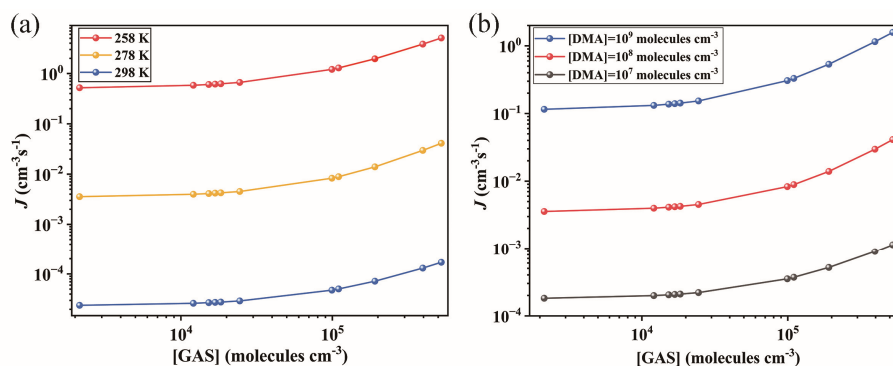 (a)
258 K
278 K
298 K
J (cm⁻³s⁻¹)
10⁰
10⁻¹
10⁻²
10⁻³
10⁻⁴
10⁴
10⁵
[GAS] (molecules cm⁻³)
(b)
[DMA]=10⁹ molecules cm⁻³
[DMA]=10⁸ molecules cm⁻³
[DMA]=10⁷ molecules cm⁻³
J (cm⁻³s⁻¹)
10⁰
10⁻¹
10⁻²
10⁻³
10⁻⁴
10⁴
10⁵
[GAS] (molecules cm⁻³)